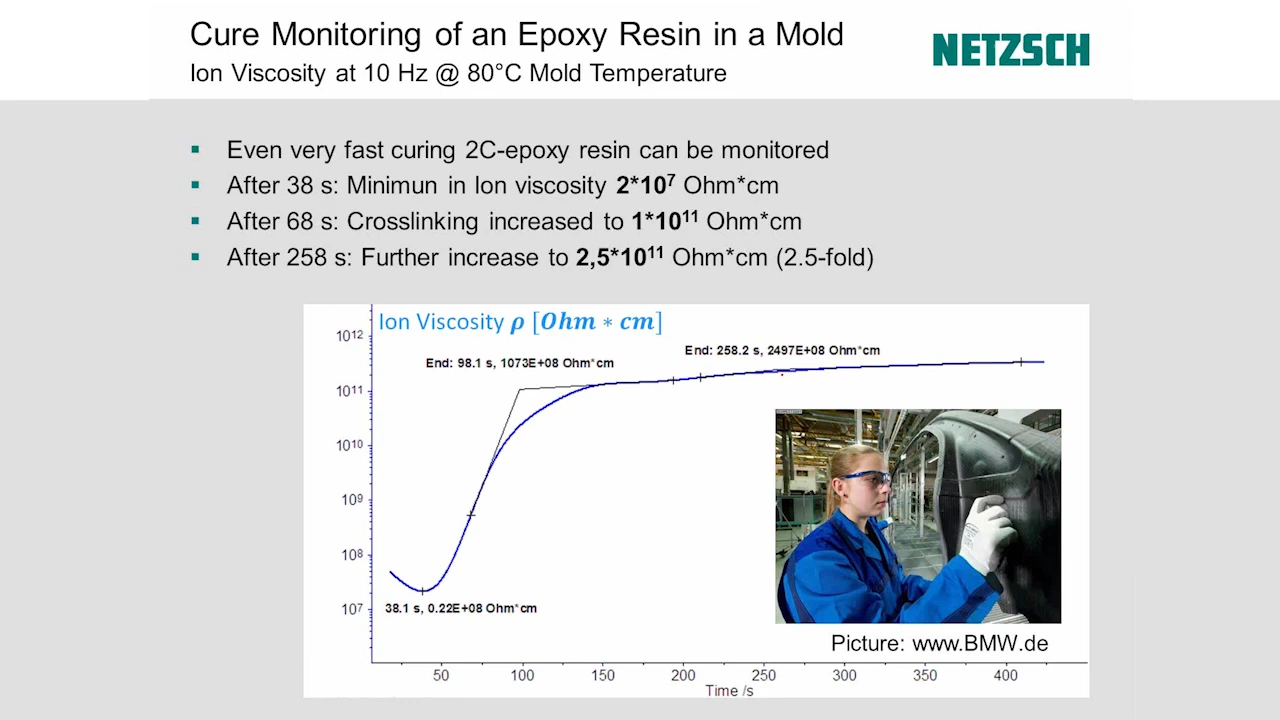 Cure Monitoring of an Epoxy Resin in a Mold
Ion Viscosity at 10 Hz @ 80°C Mold Temperature
NETZSCH
▪ Even very fast curing 2C-epoxy resin can be monitored
▪ After 38 s: Minimun in Ion viscosity 2*10⁷ Ohm*cm
▪ After 68 s: Crosslinking increased to 1*10¹¹ Ohm*cm
▪ After 258 s: Further increase to 2,5*10¹¹ Ohm*cm (2.5-fold)
Ion Viscosity ρ [Ohm ∗ cm]
1012
1011
1010
109
108
107
End: 98.1 s, 1073E+08 Ohm*cm
End: 258.2 s, 2497E+08 Ohm*cm
38.1 s, 0.22E+08 Ohm*cm
Picture: www.BMW.de
50 100 150 200 250 300 350 400
Time /s